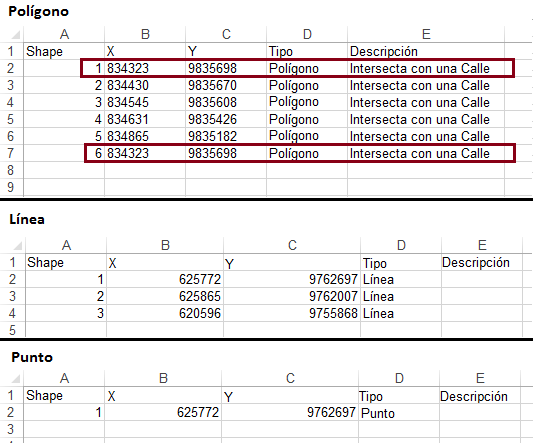 Polígono
A B C D E
1 Shape X Y Tipo Descripción
2 1 834323 9835698 Polígono Intersecta con una Calle
3 2 834430 9835670 Polígono Intersecta con una Calle
4 3 834545 9835608 Polígono Intersecta con una Calle
5 4 834631 9835426 Polígono Intersecta con una Calle
6 5 834865 9835182 Polígono Intersecta con una Calle
7 6 834323 9835698 Polígono Intersecta con una Calle
8
9
Línea
A B C D E
1 Shape X Y Tipo Descripción
2 1 625772 9762697 Línea
3 2 625865 9762007 Línea
4 3 620596 9755868 Línea
5
Punto
A B C D E
1 Shape X Y Tipo Descripción
2 1 625772 9762697 Punto
3